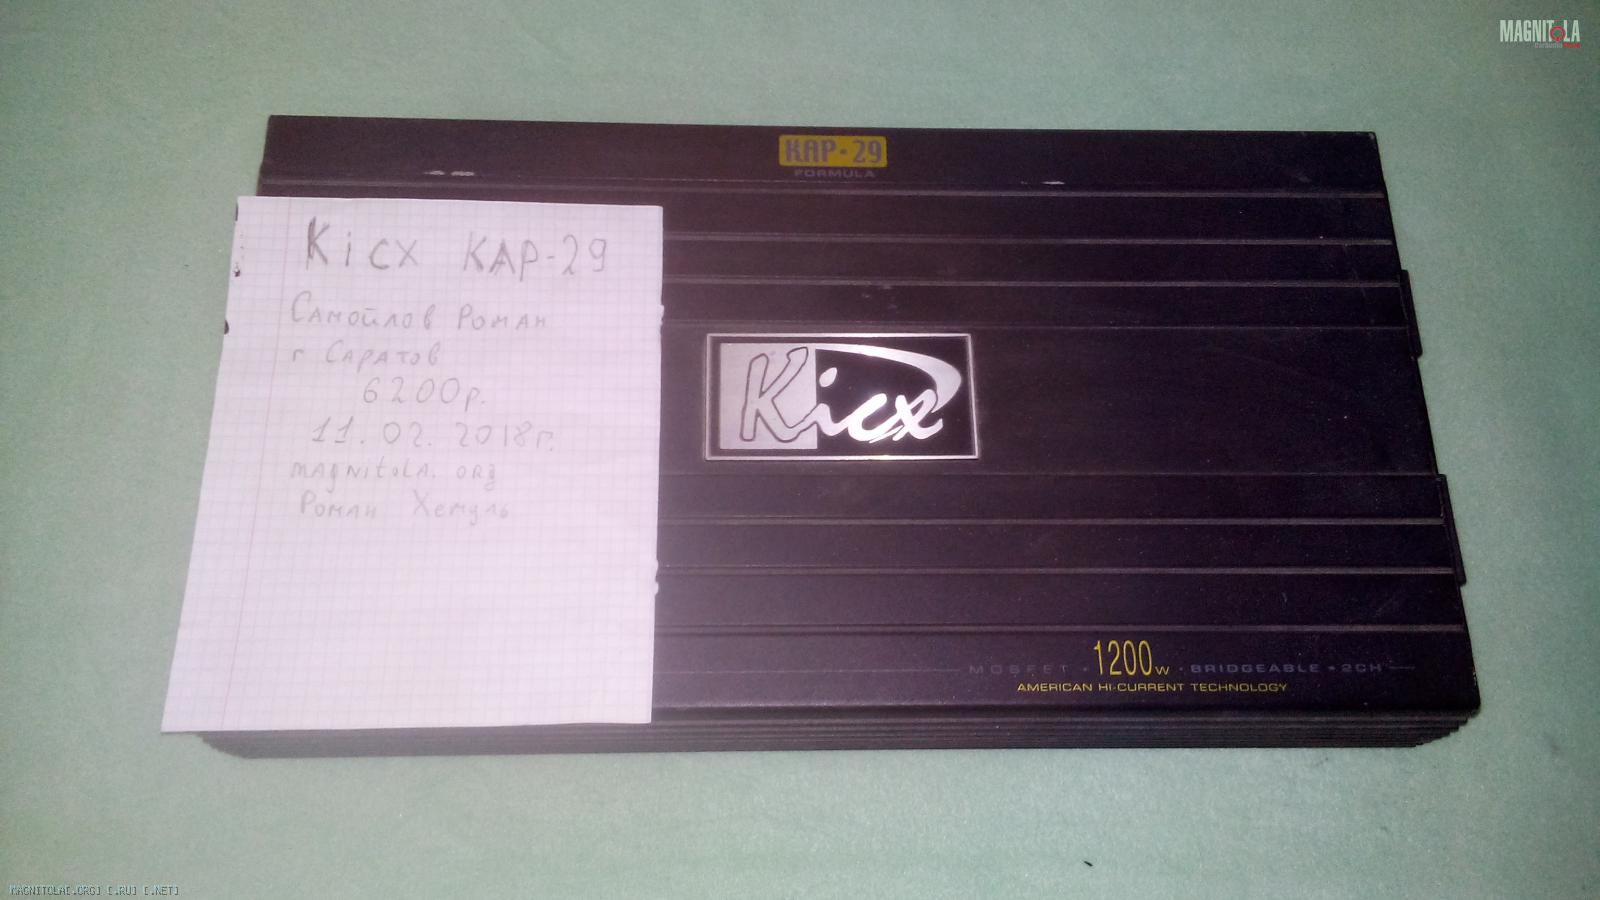 MAGNITOLA
KAP·29
FORMULA
Kicx KAP-29
Самойлов Роман
г Саратов
6200р.
11.02.2018г.
magnitola.org
Роман Хемуль
Kicx
MOSFET · 1200w · BRIDGEABLE • 2CH
AMERICAN HI-CURRENT TECHNOLOGY
MAGNITOLA[.ORG] [.RU] [.NET]